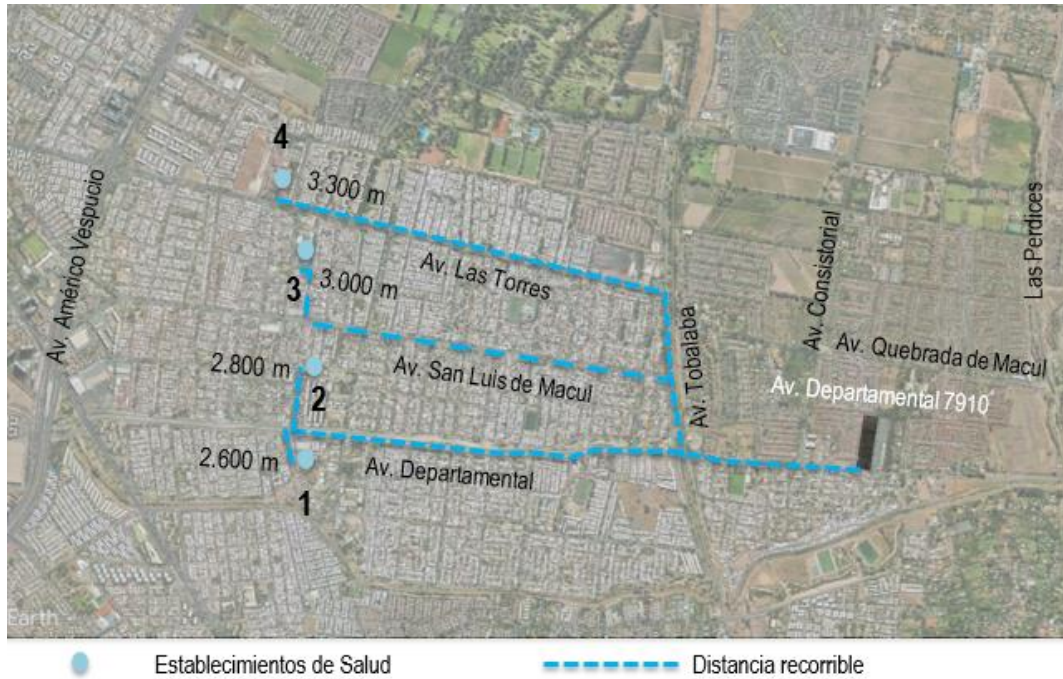 4
3.300 m
Av. Américo Vespucio
Av. Las Torres
3
3.000 m
Av. Consistorial
Las Perdices
Av. Tobalaba
Av. Quebrada de Macul
2.800 m
Av. San Luis de Macul
Av. Departamental 7910
2
2.600 m
Av. Departamental
1
Earth
Establecimientos de Salud
Distancia recorrible